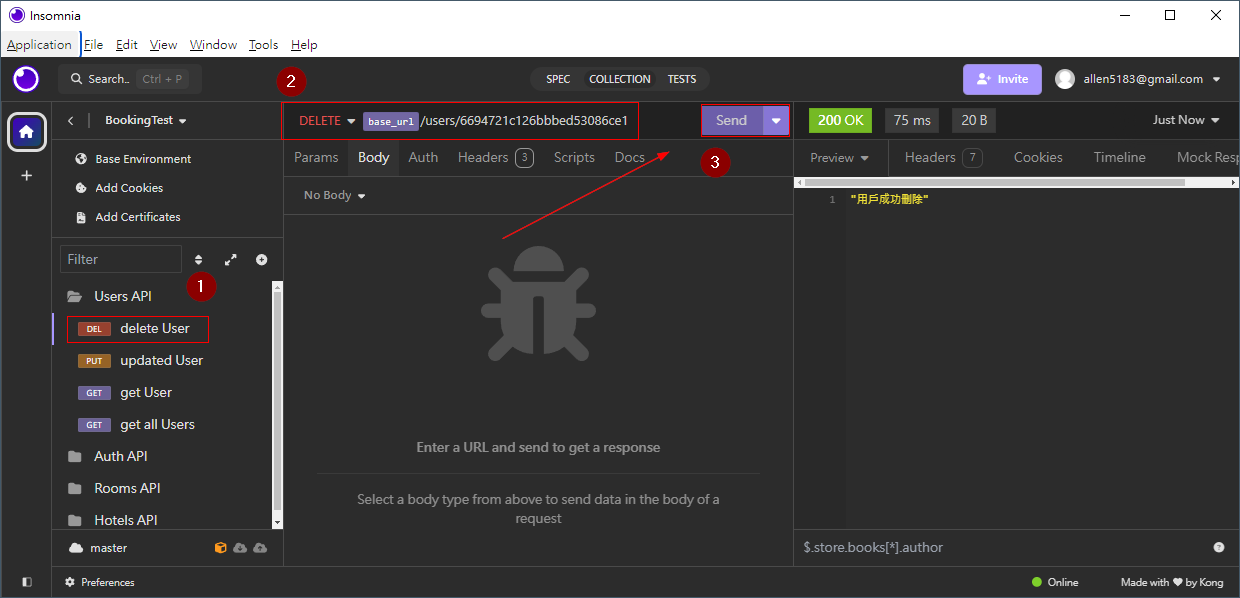 Insomnia
Application File Edit View Window Tools Help
Search.. Ctrl + P
2
SPEC COLLECTION TESTS
Invite
allen5183@gmail.com
BookingTest
DELETE base_url /users/6694721c126bbbed53086ce1
Send
200 OK 75 ms 20 B
Just Now
Base Environment
Add Cookies
Add Certificates
Params Body Auth Headers 3 Scripts Docs
3
Preview Headers 7 Cookies Timeline Mock Resp
No Body
1 "用戶成功刪除"
Filter
1
Users API
DEL delete User
PUT updated User
GET get User
GET get all Users
Auth API
Rooms API
Hotels API
Enter a URL and send to get a response
Select a body type from above to send data in the body of a
request
master
$.store.books[*].author
Preferences
Online
Made with ❤ by Kong